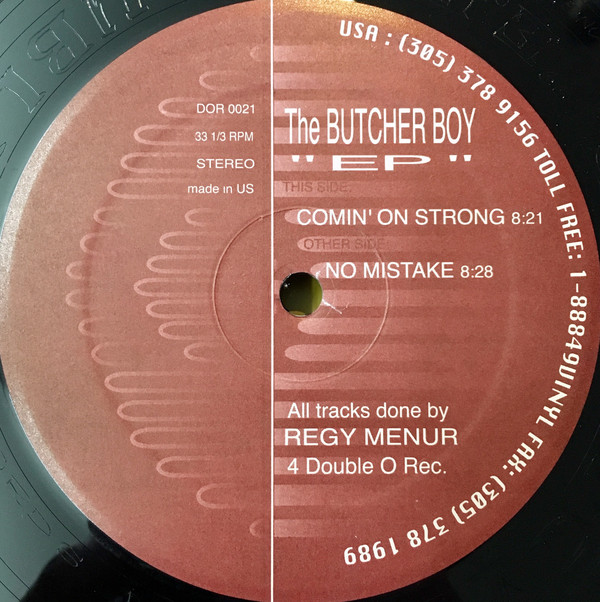 USA : (305) 378 9156 TOLL FREE: 1-88849VINYL FAX: (305) 378 1989
DOR 0021
33 1/3 RPM
STEREO
made in US
The BUTCHER BOY
" EP "
THIS SIDE:
COMIN' ON STRONG 8:21
OTHER SIDE
NO MISTAKE 8:28
All tracks done by
REGY MENUR
4 Double O Rec.